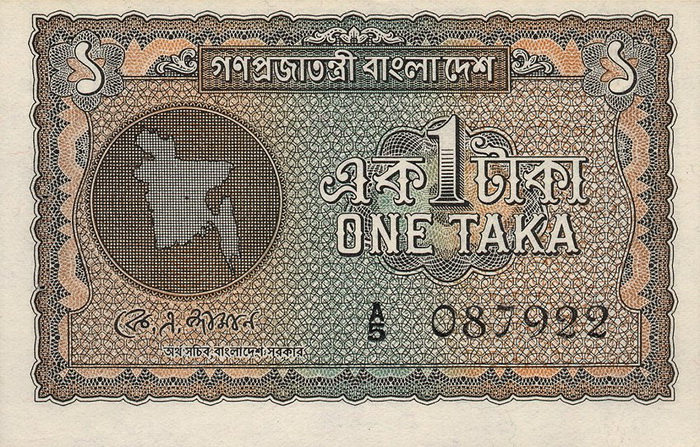 ১ গণপ্রজাতন্ত্রী বাংলা দেশ ১
এক 1 টাকা
ONE TAKA
কে, এ, জামান
A/5 087922
অর্থ সচিব, বাংলাদেশ সরকার